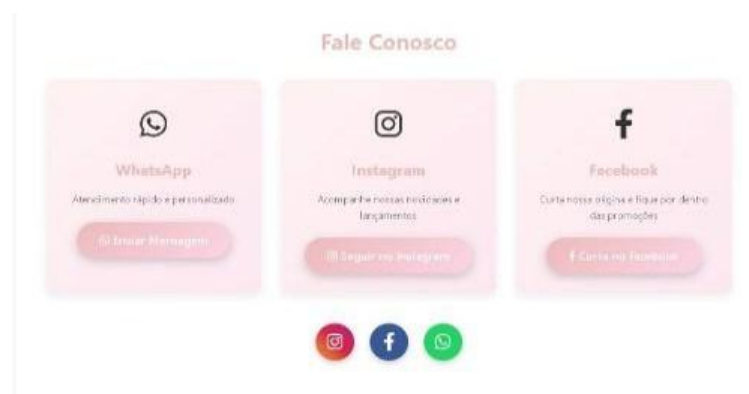 Fale Conosco
WhatsApp
Atendimento rápido e personalizado
Enviar Mensagem
Instagram
Acompanhe nossas novidades e
lançamentos
Seguir no Instagram
Facebook
Curta nossa página e fique por dentro
das promoções
Curta no Facebook